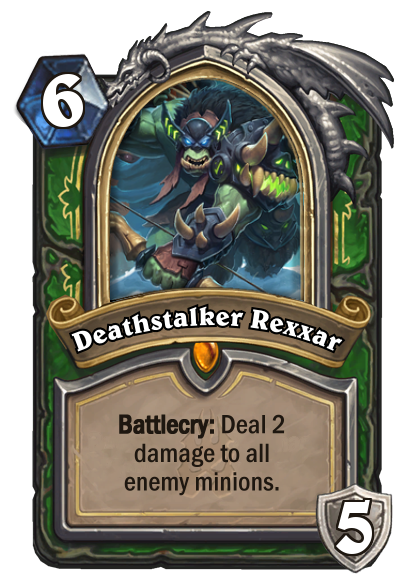 6
Deathstalker Rexxar
Battlecry: Deal 2
damage to all
enemy minions.
5